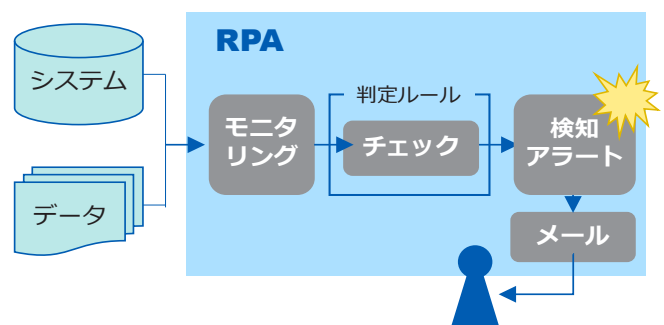 RPA
システム
データ
モニタ
リング
判定ルール
チェック
検知
アラート
メール